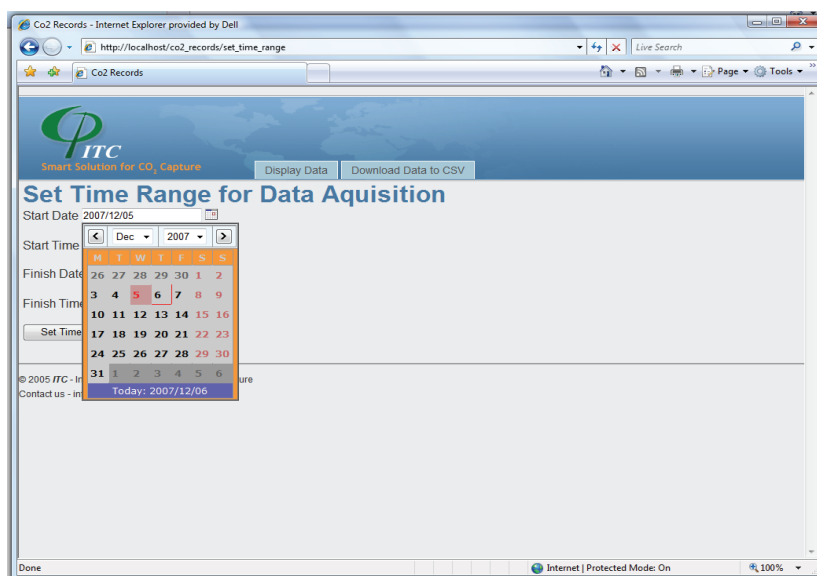 Co2 Records - Internet Explorer provided by Dell
http://localhost/co2_records/set_time_range
Live Search
Co2 Records
Page
Tools
ITC
Smart Solution for CO2 Capture
Display Data
Download Data to CSV
Set Time Range for Data Aquisition
Start Date 2007/12/05
Dec 2007
Start Time
M T W T F S S
Finish Date
26 27 28 29 30 1 2
3 4 5 6 7 8 9
Finish Time
10 11 12 13 14 15 16
Set Time
17 18 19 20 21 22 23
24 25 26 27 28 29 30
31 1 2 3 4 5 6
© 2005 ITC - In
ure
Today: 2007/12/06
Contact us - in
Done
Internet | Protected Mode: On
100%